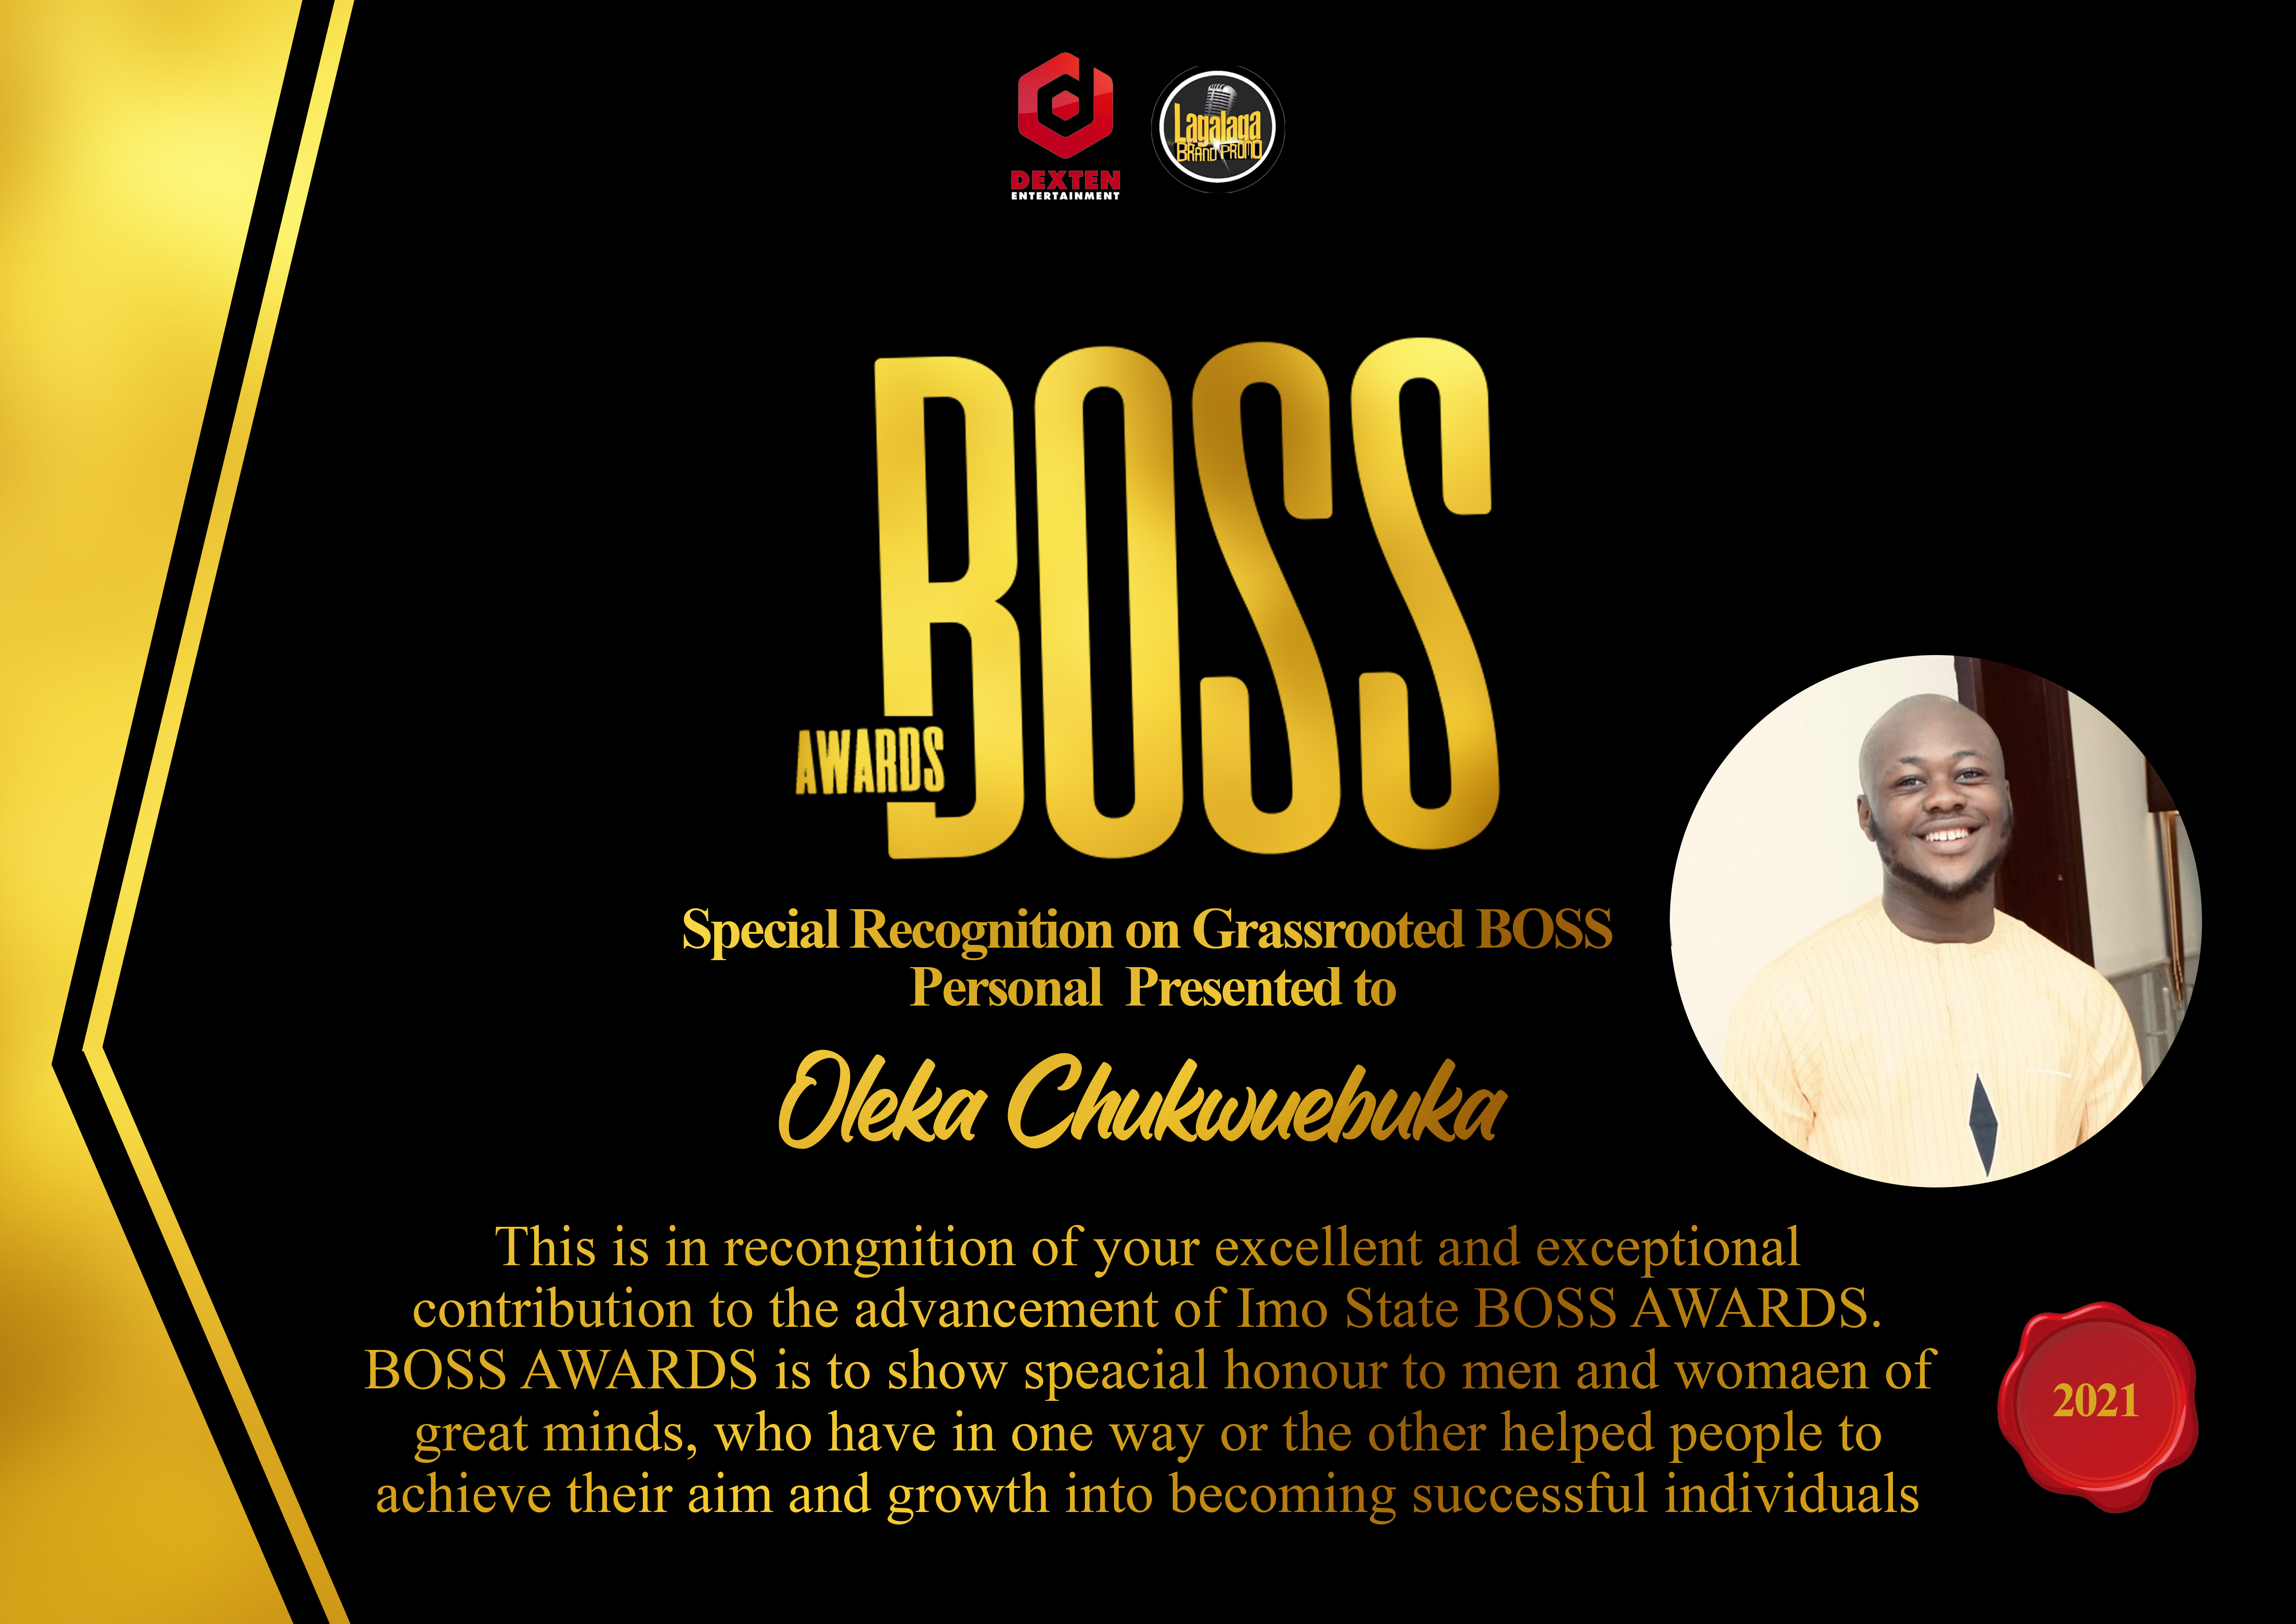 DEXTEN
ENTERTAINMENT
Lagalaga
BRAND PROMO
BOSS
AWARDS
Special Recognition on Grassrooted BOSS
Personal Presented to
Oleka Chukwuebuka
This is in recongnition of your excellent and exceptional
contribution to the advancement of Imo State BOSS AWARDS.
BOSS AWARDS is to show speacial honour to men and womaen of
great minds, who have in one way or the other helped people to
achieve their aim and growth into becoming successful individuals
2021